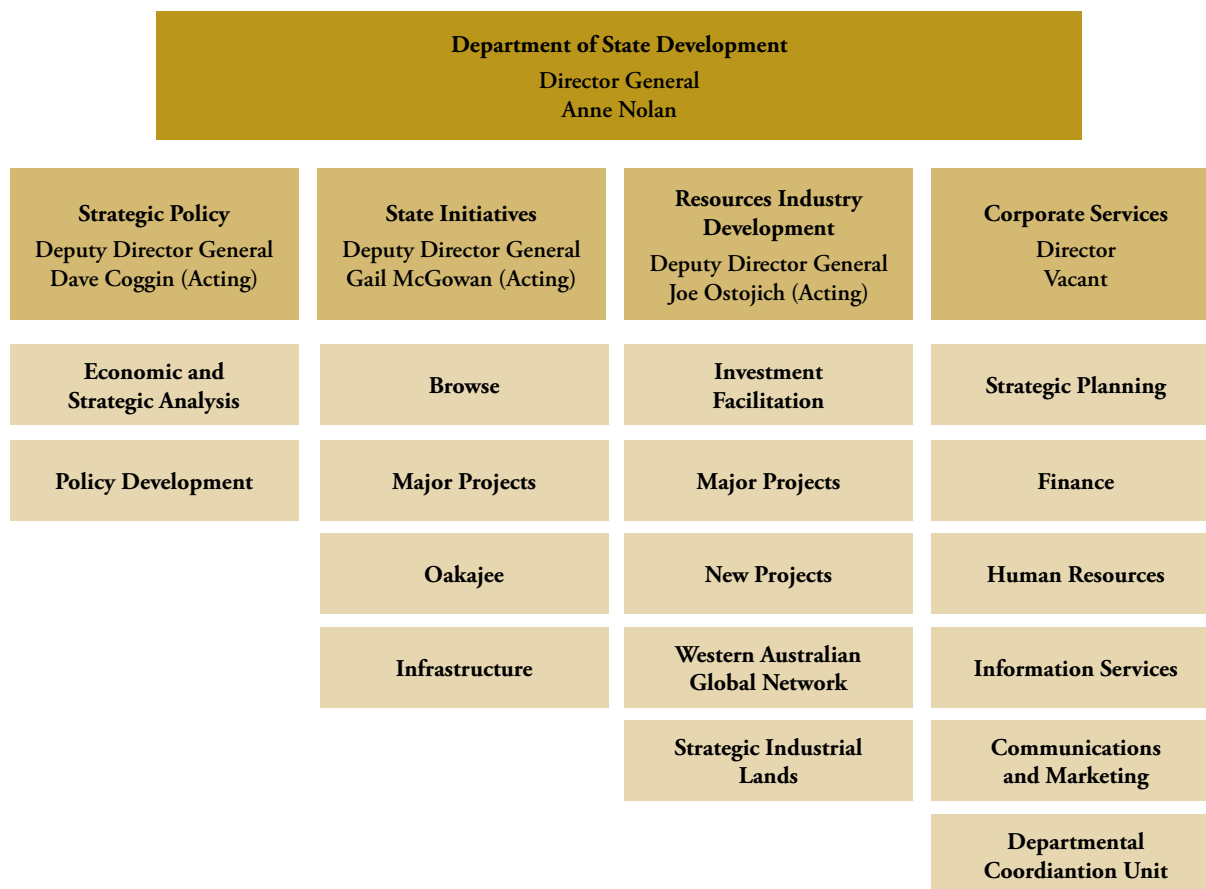 Department of State Development
Director General
Anne Nolan
Strategic Policy
Deputy Director General
Dave Coggin (Acting)
State Initiatives
Deputy Director General
Gail McGowan (Acting)
Resources Industry
Development
Deputy Director General
Joe Ostojich (Acting)
Corporate Services
Director
Vacant
Economic and
Strategic Analysis
Policy Development
Browse
Major Projects
Oakajee
Infrastructure
Investment
Facilitation
Major Projects
New Projects
Western Australian
Global Network
Strategic Industrial
Lands
Strategic Planning
Finance
Human Resources
Information Services
Communications
and Marketing
Departmental
Coordiantion Unit